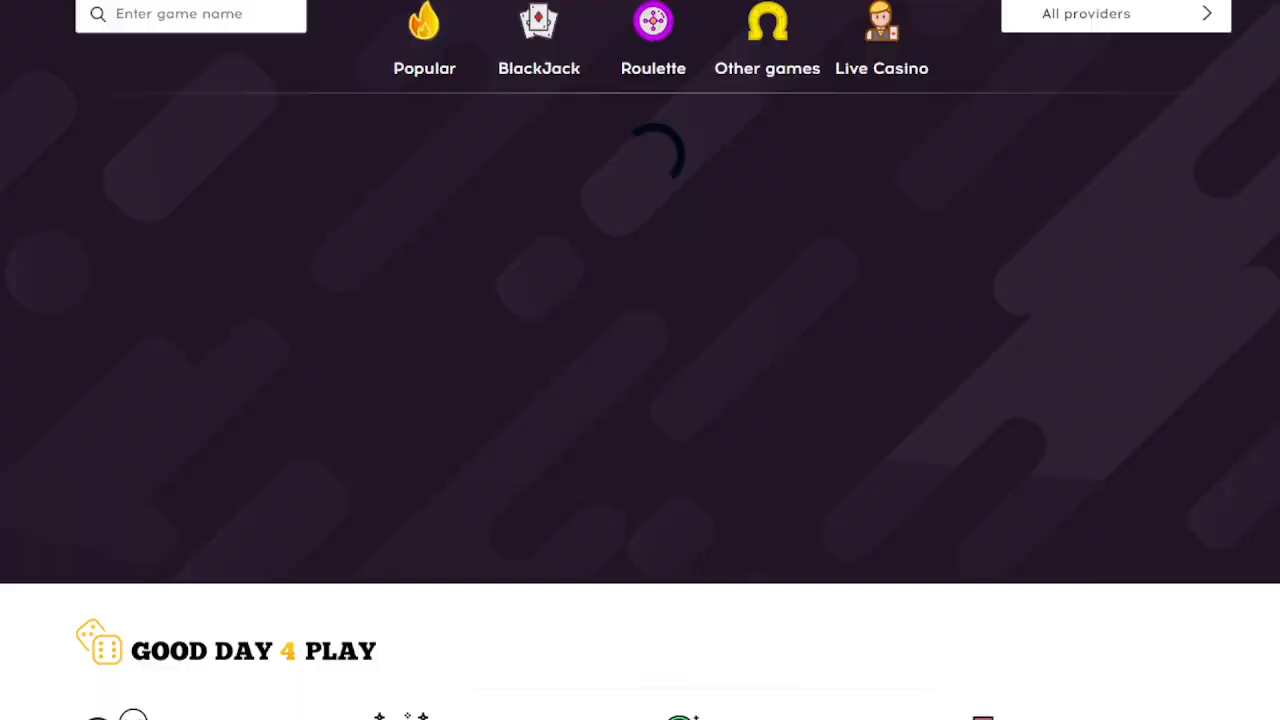 Enter game name
All providers
Popular
BlackJack
Roulette
Other games
Live Casino
GOOD DAY 4 PLAY